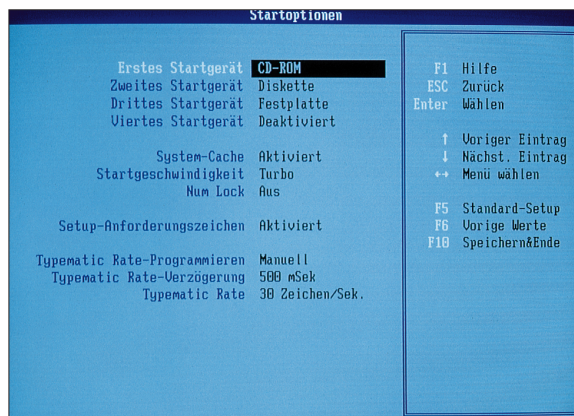 Startoptionen
Erstes Startgerät CD-ROM
Zweites Startgerät Diskette
Drittes Startgerät Festplatte
Viertes Startgerät Deaktiviert
System-Cache Aktiviert
Startgeschwindigkeit Turbo
Num Lock Aus
Setup-Anforderungszeichen Aktiviert
Typematic Rate-Programmieren Manuell
Typematic Rate-Verzögerung 500 mSek
Typematic Rate 30 Zeichen/Sek.
F1 Hilfe
ESC Zurück
Enter Wählen
↑ Voriger Eintrag
↓ Nächst. Eintrag
↔ Menü wählen
F5 Standard-Setup
F6 Vorige Werte
F10 Speichern&Ende